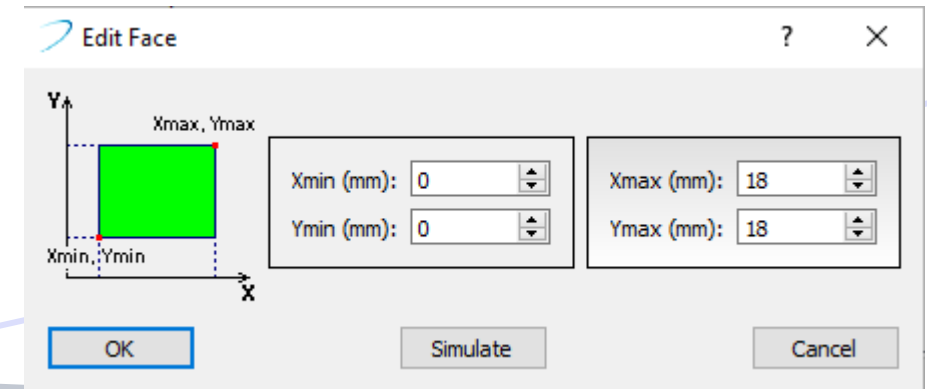 Edit Face
?
Y
Xmax, Ymax
Xmin (mm): 0
Ymin (mm): 0
Xmax (mm): 18
Ymax (mm): 18
Xmin, Ymin
X
OK
Simulate
Cancel